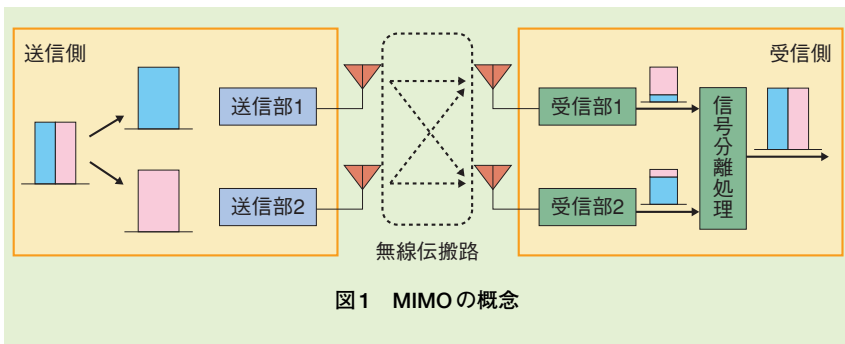 送信側
送信部1
送信部2
無線伝搬路
受信側
受信部1
受信部2
信号分離処理
図1 MIMOの概念